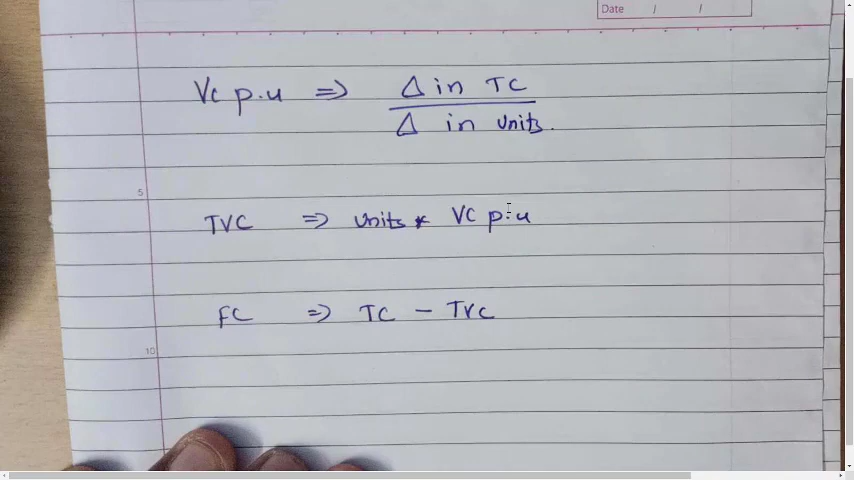 Date / /
VC p.u ⇒ Δ in TC
Δ in units.
5
TVC ⇒ units * VC p.u
FC ⇒ TC - TVC
10